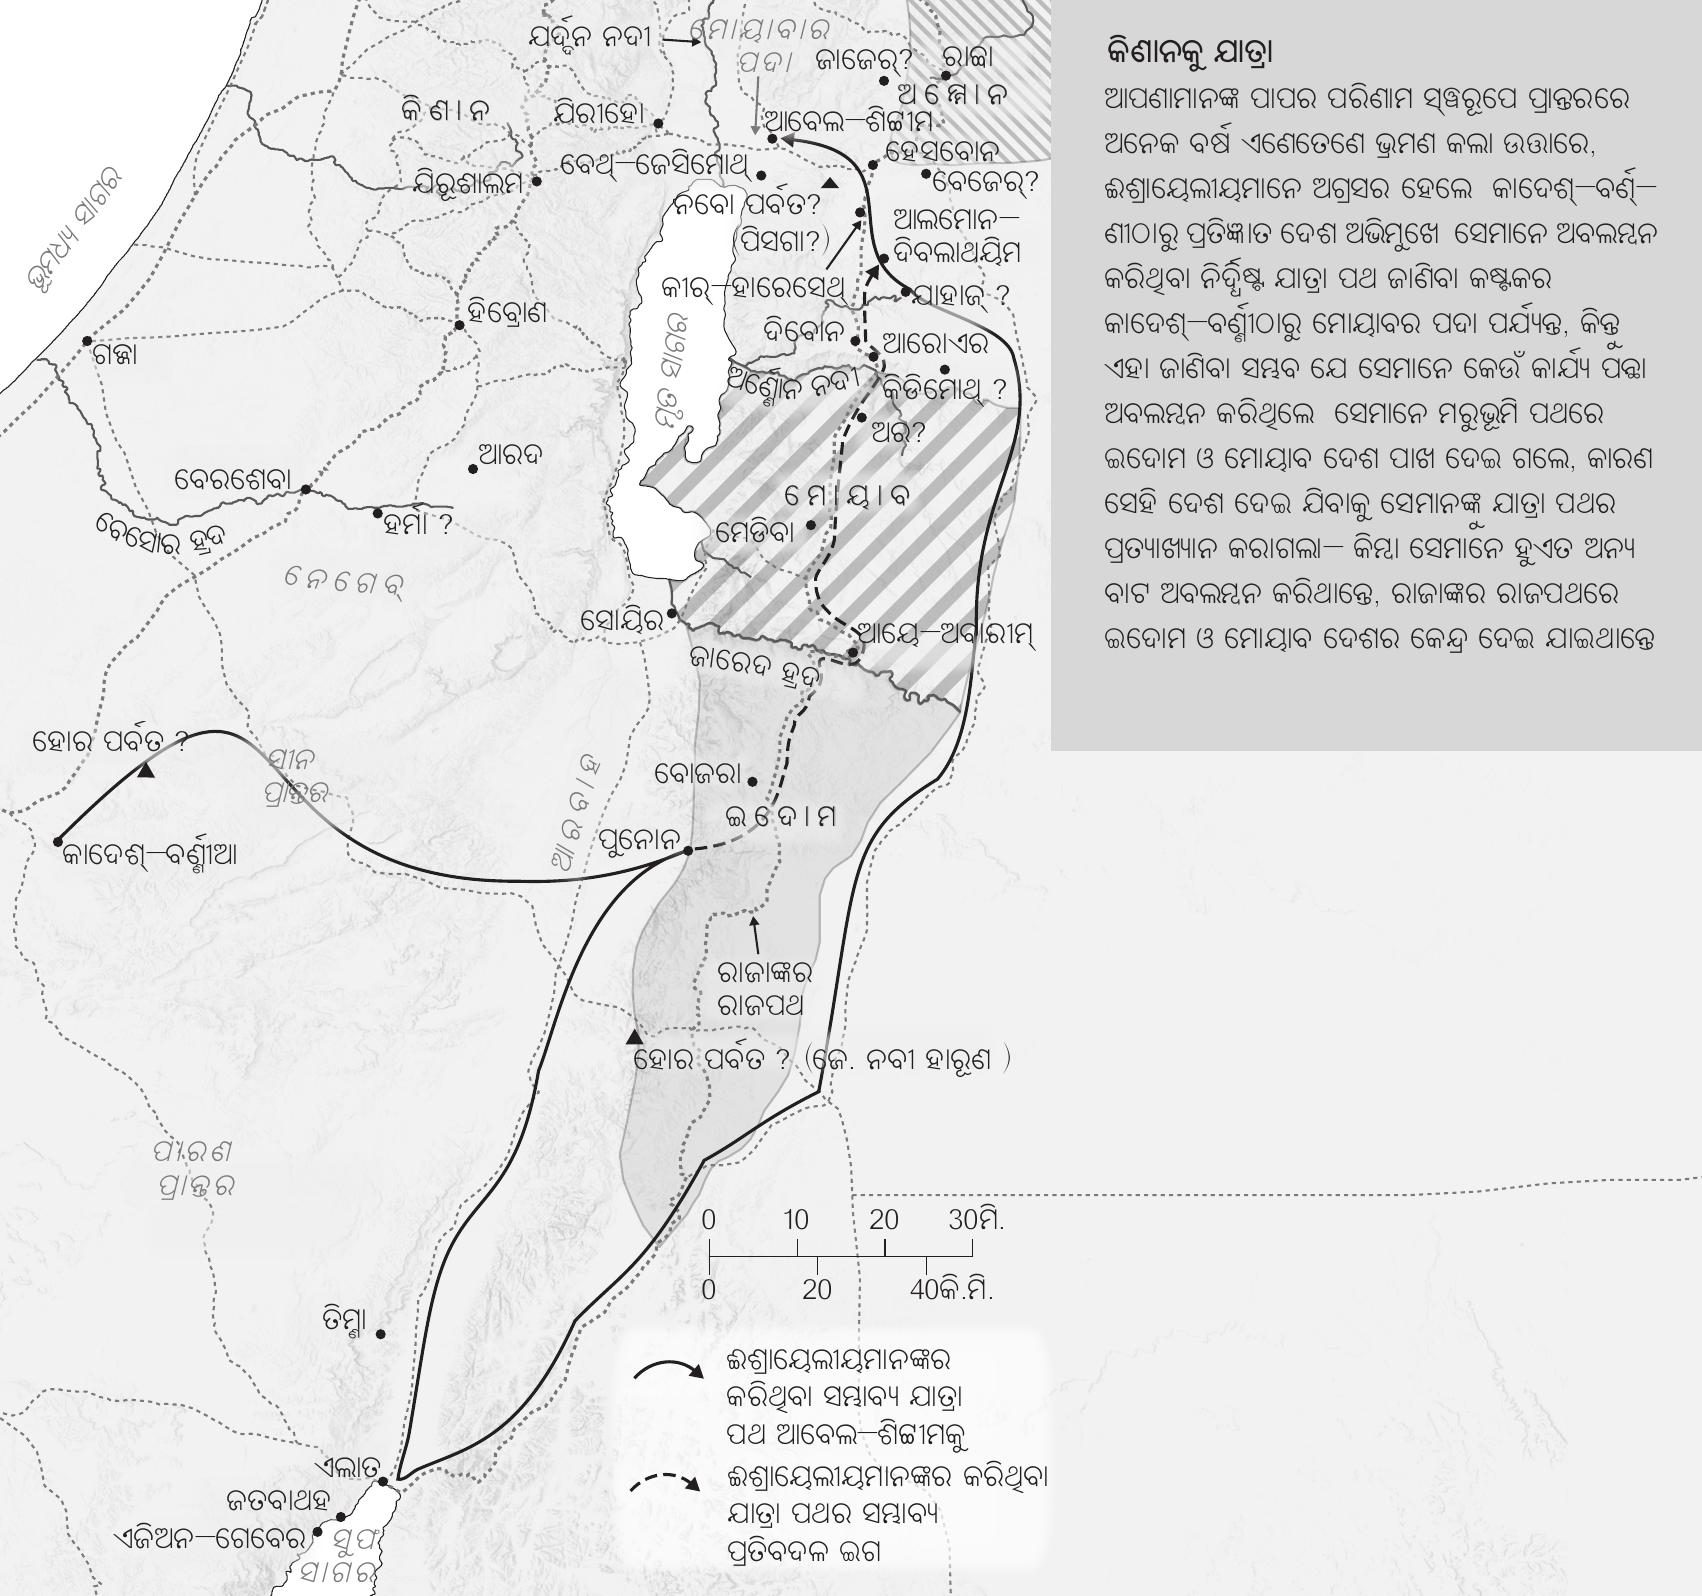 କିଣାନକୁ ଯାତ୍ରା
ଆପଣାମାନଙ୍କ ପାପର ପରିଣାମ ସ୍ୱରୂପେ ପ୍ରାନ୍ତରରେ
ଅନେକ ବର୍ଷ ଏଣେତେଣେ ଭ୍ରମଣ କଲା ଉତ୍ତାରେ,
ଈଶ୍ରାୟେଲୀୟମାନେ ଅଗ୍ରସର ହେଲେ କାଦେଶ୍–ବର୍ଣ୍–
ଣୀଠାରୁ ପ୍ରତିଜ୍ଞାତ ଦେଶ ଅଭିମୁଖେ ସେମାନେ ଅବଲମ୍ବନ
କରିଥିବା ନିର୍ଦ୍ଧିଷ୍ଟ ଯାତ୍ରା ପଥ ଜାଣିବା କଷ୍ଟକର
କାଦେଶ୍–ବର୍ଣ୍ଣୀଠାରୁ ମୋୟାବର ପଦା ପର୍ଯ୍ୟନ୍ତ, କିନ୍ତୁ
ଏହା ଜାଣିବା ସମ୍ଭବ ଯେ ସେମାନେ କେଉଁ କାର୍ଯ୍ୟ ପନ୍ଥା
ଅବଲମ୍ବନ କରିଥିଲେ ସେମାନେ ମରୁଭୂମି ପଥରେ
ଇଦୋମ ଓ ମୋୟାବ ଦେଶ ପାଖ ଦେଇ ଗଲେ, କାରଣ
ସେହି ଦେଶ ଦେଇ ଯିବାକୁ ସେମାନଙ୍କୁ ଯାତ୍ରା ପଥର
ପ୍ରତ୍ୟାଖ୍ୟାନ କରାଗଲା– କିମ୍ବା ସେମାନେ ହୁଏତ ଅନ୍ୟ
ବାଟ ଅବଲମ୍ବନ କରିଥାନ୍ତେ, ରାଜାଙ୍କର ରାଜପଥରେ
ଇଦୋମ ଓ ମୋୟାବ ଦେଶର କେନ୍ଦ୍ର ଦେଇ ଯାଇଥାନ୍ତେ
ଯର୍ଦ୍ଦନ ନଦୀ
ମୋୟାବାର
ପଦା
ଜାଜେର୍?
ରାବ୍ବା
ଅମ୍ମୋନ
କିଣାନ
ଯିରୀହୋ
ଆବେଲ–ଶିଟ୍ଟୀମ
ହେସବୋନ
ବେଥ୍–ଜେସିମୋଥ୍
ବେଜେର୍?
ଯିରୂଶାଲମ
ଭୂମଧ୍ୟ ସାଗର
ନବୋ ପର୍ବତ?
(ପିସଗା?)
ଆଲମୋନ–
ଦିବଲାଥୟିମ
କୀର୍–ହାରେସେଥ୍
ଯାହାଜ୍ ?
ହିବ୍ରୋଣ
ଦିବୋନ
ଆରୋଏର
ଗଜ୍ଜା
ମୃତ ସାଗର
ଅର୍ଣ୍ଣୋନ ନଦୀ
କିଡିମୋଥ୍ ?
ଅର୍?
ଆରଦ
ବେରଶେବା
ମୋୟାବ
ହର୍ମା ?
ମେଡିବା
ବେସୋର ହ୍ରଦ
ନେଗେବ୍
ସୋୟିର
ଆୟେ–ଅବାରୀମ୍
ଜାରେଦ ହ୍ରଦ
ହୋର ପର୍ବତ ?
ସୀନ
ପ୍ରାନ୍ତର
ଆରବାହ
ବୋଜରା
ଇଦୋମ
ପୁନୋନ
କାଦେଶ୍–ବର୍ଣ୍ଣୀଆ
ରାଜାଙ୍କର
ରାଜପଥ
ହୋର ପର୍ବତ ? (ଜେ. ନବୀ ହାରୂଣ )
ପାରଣ
ପ୍ରାନ୍ତର
0 10 20 30ମି.
0 20 40କି.ମି.
ତିମ୍ଣା
ଈଶ୍ରାୟେଲୀୟମାନଙ୍କର
କରିଥିବା ସମ୍ଭାବ୍ୟ ଯାତ୍ରା
ପଥ ଆବେଲ–ଶିଟ୍ଟୀମକୁ
ଈଶ୍ରାୟେଲୀୟମାନଙ୍କର କରିଥିବା
ଯାତ୍ରା ପଥର ସମ୍ଭାବ୍ୟ
ପ୍ରତିବଦଳ ଇଗ
ଏଲାତ
ଜତବାଥହ
ଏଜିଅନ–ଗେବେର
ସୁଫ
ସାଗର